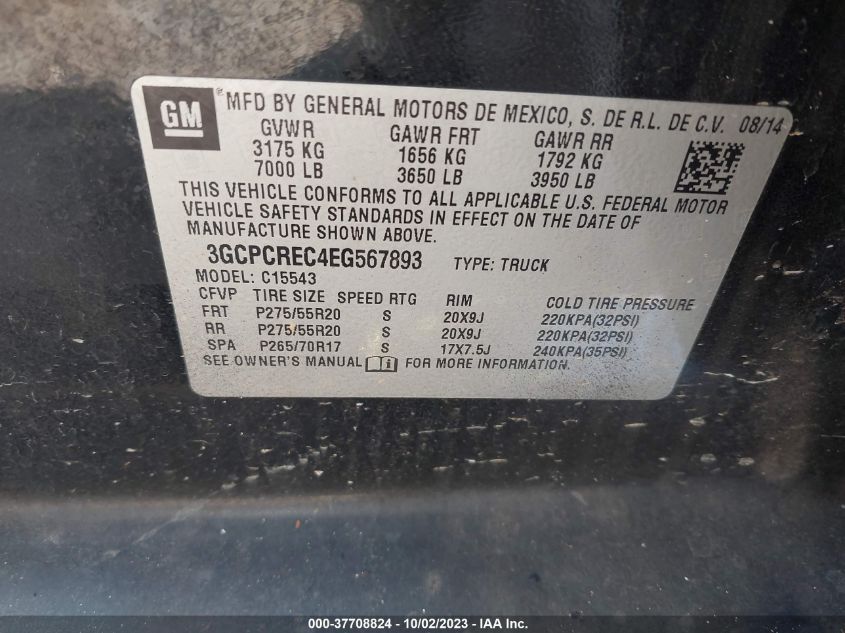 GM ® MFD BY GENERAL MOTORS DE MEXICO, S. DE R.L. DE C.V. 08/14
GVWR GAWR FRT GAWR RR
3175 KG 1656 KG 1792 KG
7000 LB 3650 LB 3950 LB
THIS VEHICLE CONFORMS TO ALL APPLICABLE U.S. FEDERAL MOTOR
VEHICLE SAFETY STANDARDS IN EFFECT ON THE DATE OF
MANUFACTURE SHOWN ABOVE.
3GCPCREC4EG567893 TYPE: TRUCK
MODEL: C15543
CFVP TIRE SIZE SPEED RTG RIM COLD TIRE PRESSURE
FRT P275/55R20 S 20X9J 220KPA(32PSI)
RR P275/55R20 S 20X9J 220KPA(32PSI)
SPA P265/70R17 S 17X7.5J 240KPA(35PSI)
SEE OWNER'S MANUAL FOR MORE INFORMATION.
000-37708824 - 10/02/2023 - IAA Inc.